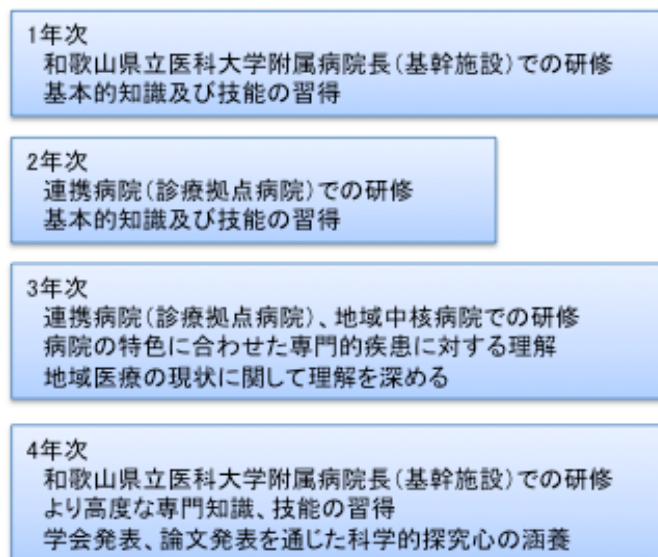 1年次
和歌山県立医科大学附属病院長(基幹施設)での研修
基本的知識及び技能の習得
2年次
連携病院(診療拠点病院)での研修
基本的知識及び技能の習得
3年次
連携病院(診療拠点病院)、地域中核病院での研修
病院の特色に合わせた専門的疾患に対する理解
地域医療の現状に関して理解を深める
4年次
和歌山県立医科大学附属病院長(基幹施設)での研修
より高度な専門知識、技能の習得
学会発表、論文発表を通じた科学的探究心の涵養